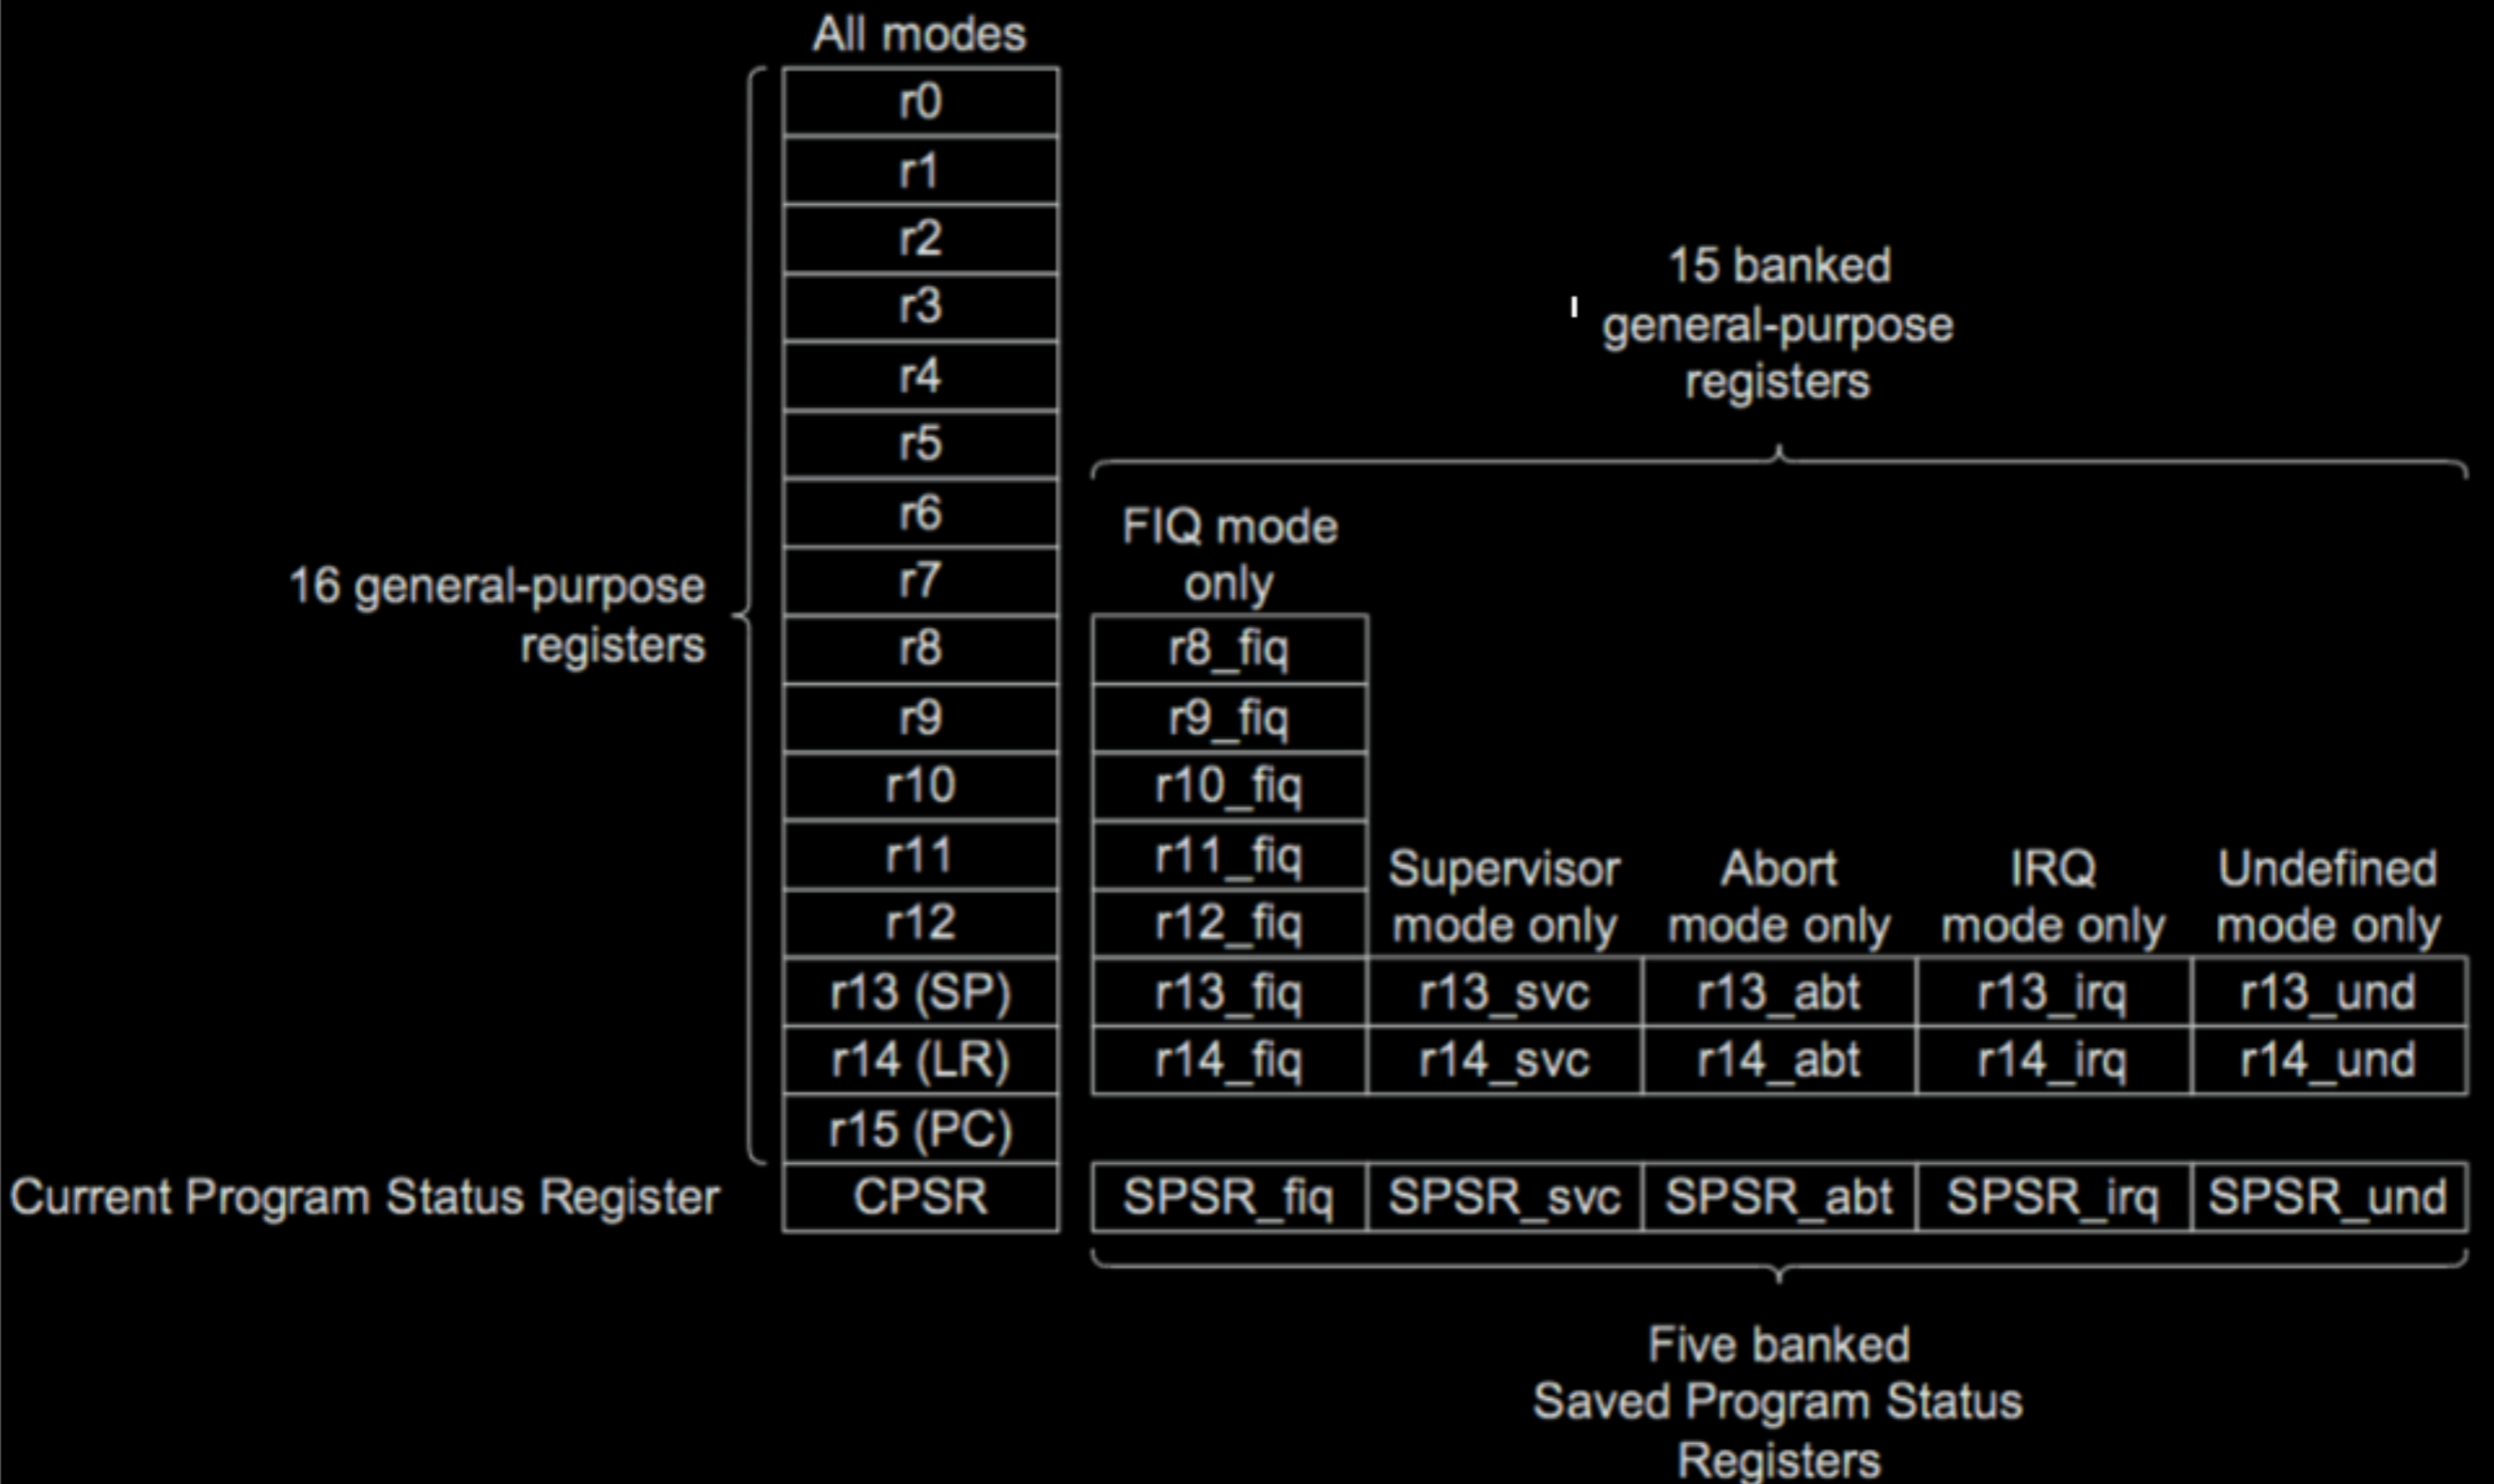 All modes
r0
r1
r2
r3
r4
r5
r6
r7
r8
r9
r10
r11
r12
r13 (SP)
r14 (LR)
r15 (PC)
CPSR
16 general-purpose
registers
Current Program Status Register
15 banked
general-purpose
registers
FIQ mode
only
r8_fiq
r9_fiq
r10_fiq
r11_fiq
r12_fiq
r13_fiq
r14_fiq
SPSR_fiq
Supervisor
mode only
r13_svc
r14_svc
SPSR_svc
Abort
mode only
r13_abt
r14_abt
SPSR_abt
IRQ
mode only
r13_irq
r14_irq
SPSR_irq
Undefined
mode only
r13_und
r14_und
SPSR_und
Five banked
Saved Program Status
Registers